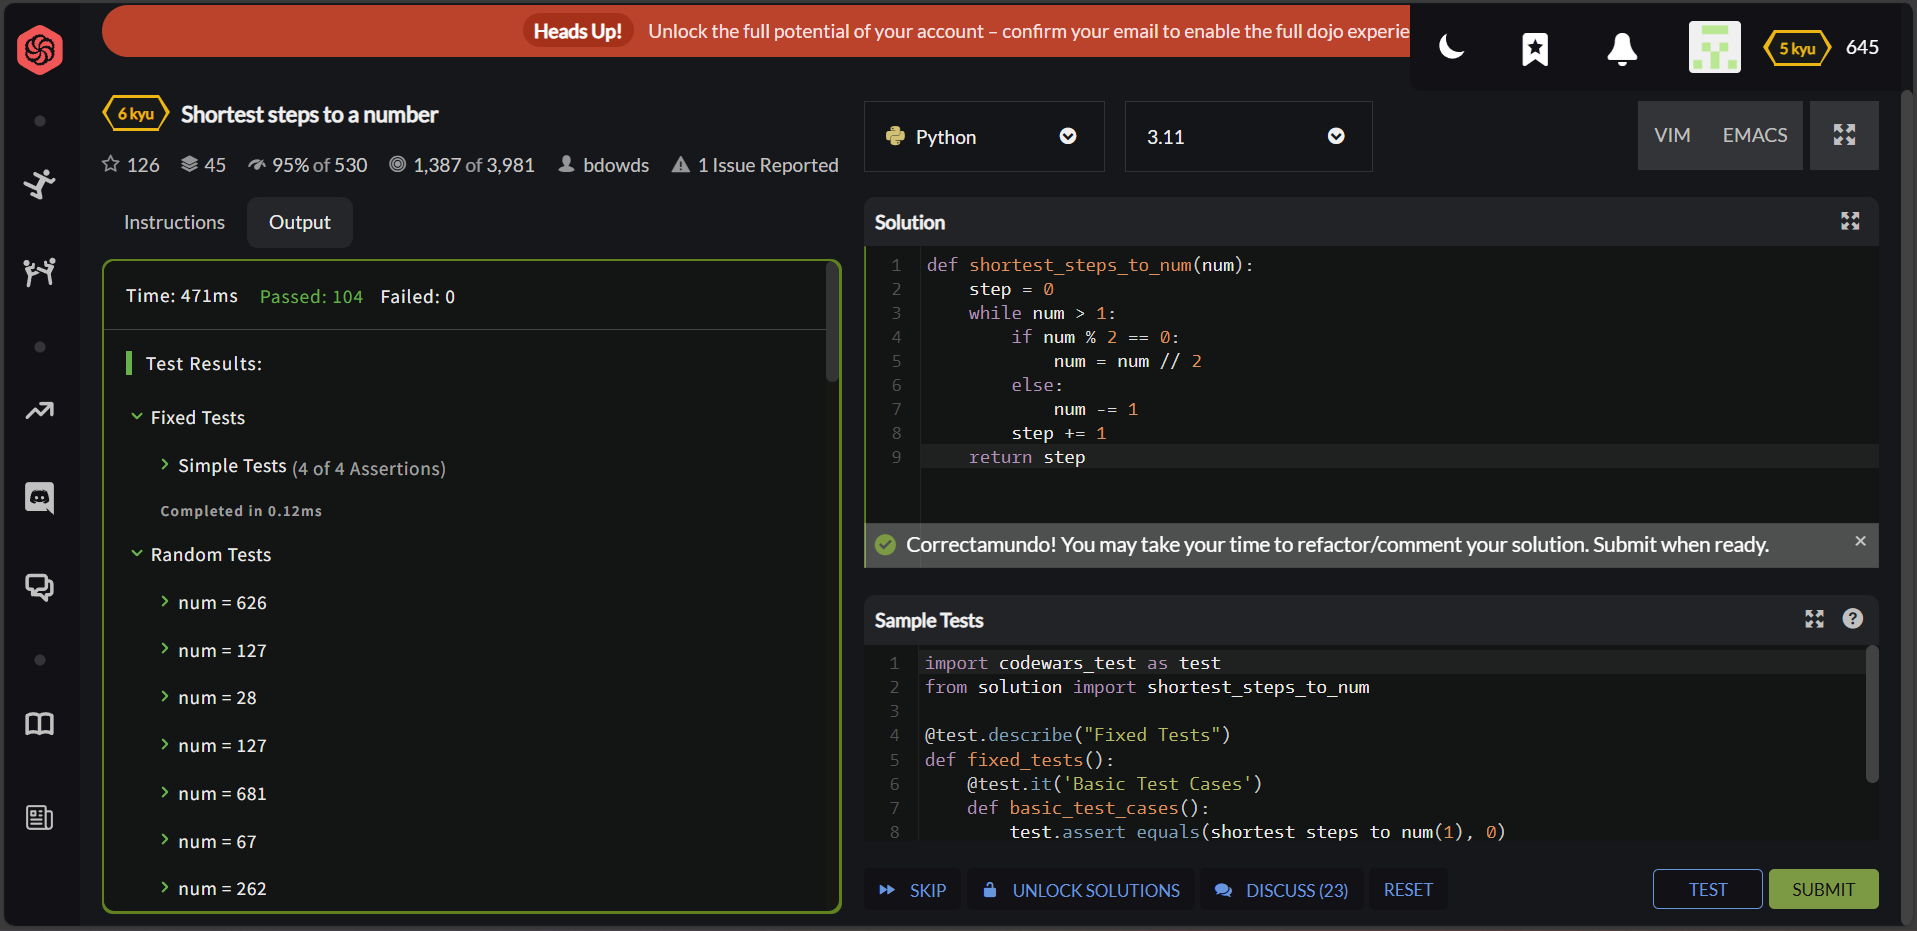 Heads Up! Unlock the full potential of your account – confirm your email to enable the full dojo experie
5 kyu 645
6 kyu Shortest steps to a number
126 45 95% of 530 1,387 of 3,981 bdowds 1 Issue Reported
Python 3.11 VIM EMACS
Instructions Output
Time: 471ms Passed: 104 Failed: 0
Test Results:
Fixed Tests
Simple Tests (4 of 4 Assertions)
Completed in 0.12ms
Random Tests
num = 626
num = 127
num = 28
num = 127
num = 681
num = 67
num = 262
Solution
1 def shortest_steps_to_num(num):
2     step = 0
3     while num > 1:
4         if num % 2 == 0:
5             num = num // 2
6         else:
7             num -= 1
8         step += 1
9     return step
Correctamundo! You may take your time to refactor/comment your solution. Submit when ready. ×
Sample Tests ?
1 import codewars_test as test
2 from solution import shortest_steps_to_num
3
4 @test.describe("Fixed Tests")
5 def fixed_tests():
6     @test.it('Basic Test Cases')
7     def basic_test_cases():
8         test.assert_equals(shortest_steps_to_num(1), 0)
SKIP UNLOCK SOLUTIONS DISCUSS (23) RESET TEST SUBMIT